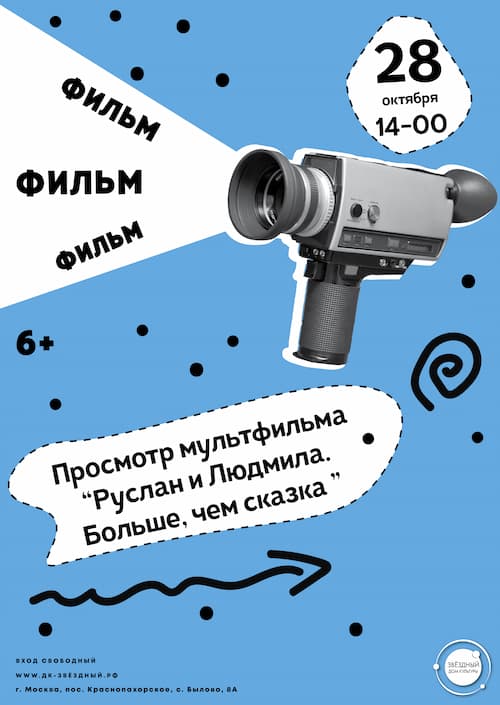 28
октября
14-00
ФИЛЬМ
ФИЛЬМ
ФИЛЬМ
6+
Просмотр мультфильма
“Руслан и Людмила.
Больше, чем сказка”
ВХОД СВОБОДНЫЙ
WWW.ДК-ЗВЁЗДНЫЙ.РФ
г. Москва, пос. Краснопахорское, с. Былово, 8А
ЗВЁЗДНЫЙ
ДОМ КУЛЬТУРЫ